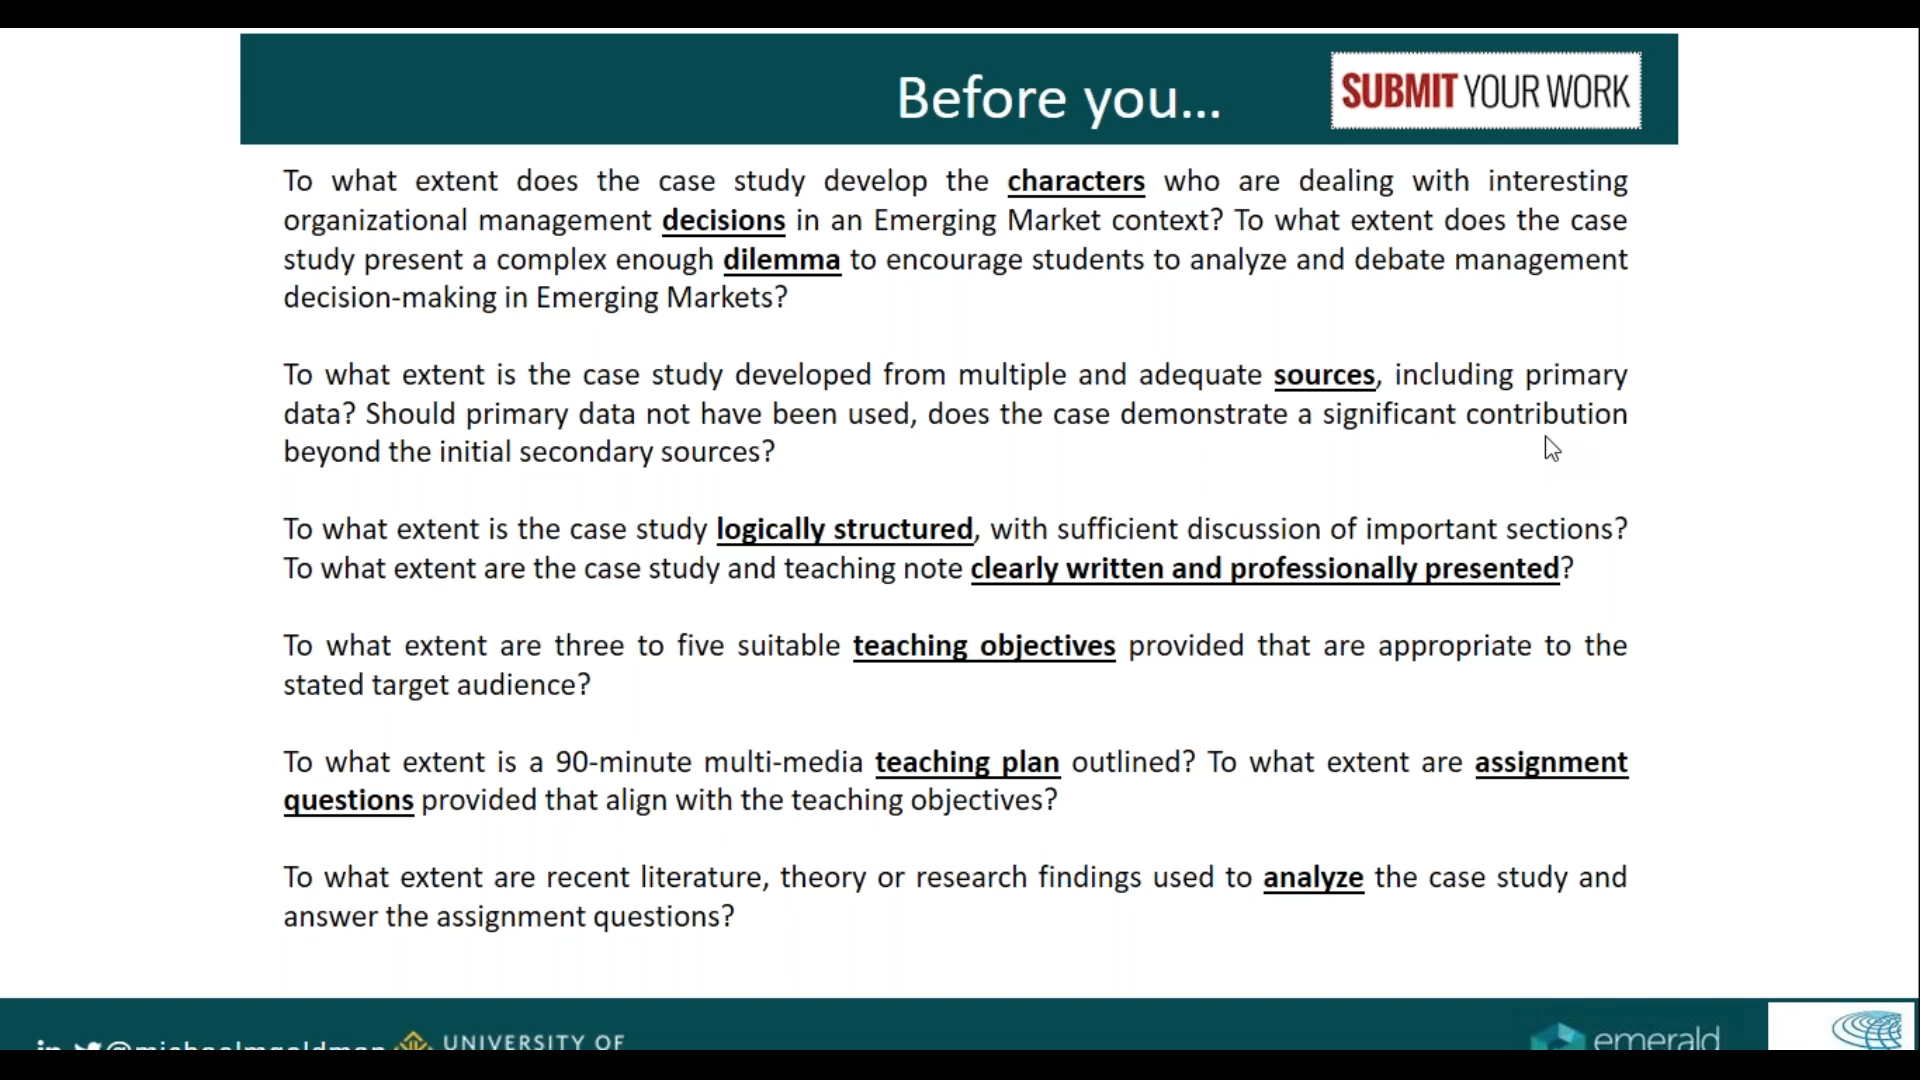 Before you...
SUBMIT YOUR WORK
To what extent does the case study develop the characters who are dealing with interesting
organizational management decisions in an Emerging Market context? To what extent does the case
study present a complex enough dilemma to encourage students to analyze and debate management
decision-making in Emerging Markets?
To what extent is the case study developed from multiple and adequate sources, including primary
data? Should primary data not have been used, does the case demonstrate a significant contribution
beyond the initial secondary sources?
To what extent is the case study logically structured, with sufficient discussion of important sections?
To what extent are the case study and teaching note clearly written and professionally presented?
To what extent are three to five suitable teaching objectives provided that are appropriate to the
stated target audience?
To what extent is a 90-minute multi-media teaching plan outlined? To what extent are assignment
questions provided that align with the teaching objectives?
To what extent are recent literature, theory or research findings used to analyze the case study and
answer the assignment questions?
in @michaelmgoldman UNIVERSITY OF
emerald